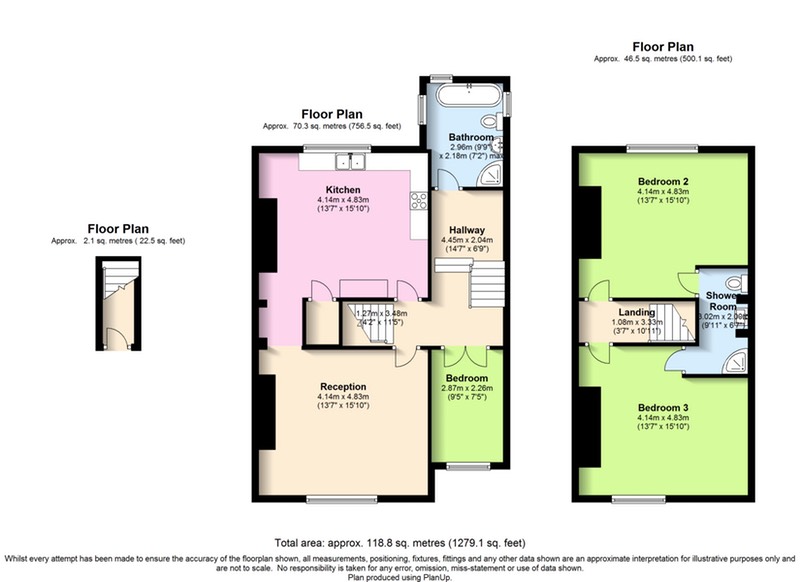 Floor Plan
Approx. 2.1 sq. metres ( 22.5 sq. feet)
Floor Plan
Approx. 70.3 sq. metres (756.5 sq. feet)
Bathroom
2.96m (9'9")
x 2.18m (7'2") max
Kitchen
4.14m x 4.83m
(13'7" x 15'10")
Hallway
4.45m x 2.04m
(14'7" x 6'9")
1.27m x 3.48m
(4'2" x 11'5")
Reception
4.14m x 4.83m
(13'7" x 15'10")
Bedroom
2.87m x 2.26m
(9'5" x 7'5")
Floor Plan
Approx. 46.5 sq. metres (500.1 sq. feet)
Bedroom 2
4.14m x 4.83m
(13'7" x 15'10")
Shower
Room
3.02m x 2.00m
(9'11" x 6'7")
Landing
1.08m x 3.33m
(3'7" x 10'11")
Bedroom 3
4.14m x 4.83m
(13'7" x 15'10")
Total area: approx. 118.8 sq. metres (1279.1 sq. feet)
Whilst every attempt has been made to ensure the accuracy of the floorplan shown, all measurements, positioning, fixtures, fittings and any other data shown are an approximate interpretation for illustrative purposes only and
are not to scale. No responsibility is taken for any error, omission, miss-statement or use of data shown.
Plan produced using PlanUp.